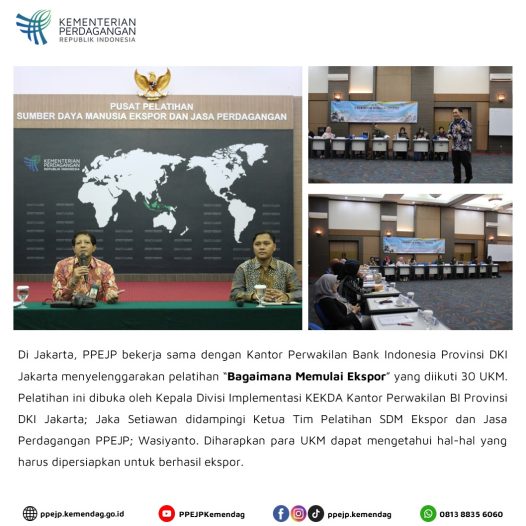 KEMENTERIAN
PERDAGANGAN
REPUBLIK INDONESIA
PUSAT PELATIHAN
SUMBER DAYA MANUSIA EKSPOR DAN JASA PERDAGANGAN
KEMENTERIAN
PERDAGANGAN
REPUBLIK INDONESIA
Di Jakarta, PPEJP bekerja sama dengan Kantor Perwakilan Bank Indonesia Provinsi DKI
Jakarta menyelenggarakan pelatihan "Bagaimana Memulai Ekspor" yang diikuti 30 UKM.
Pelatihan ini dibuka oleh Kepala Divisi Implementasi KEKDA Kantor Perwakilan BI Provinsi
DKI Jakarta; Jaka Setiawan didampingi Ketua Tim Pelatihan SDM Ekspor dan Jasa
Perdagangan PPEJP; Wasiyanto. Diharapkan para UKM dapat mengetahui hal-hal yang
harus dipersiapkan untuk berhasil ekspor.
ppejp.kemendag.go.id
PPEJPKemendag
ppejp.kemendag
0813 8835 6060